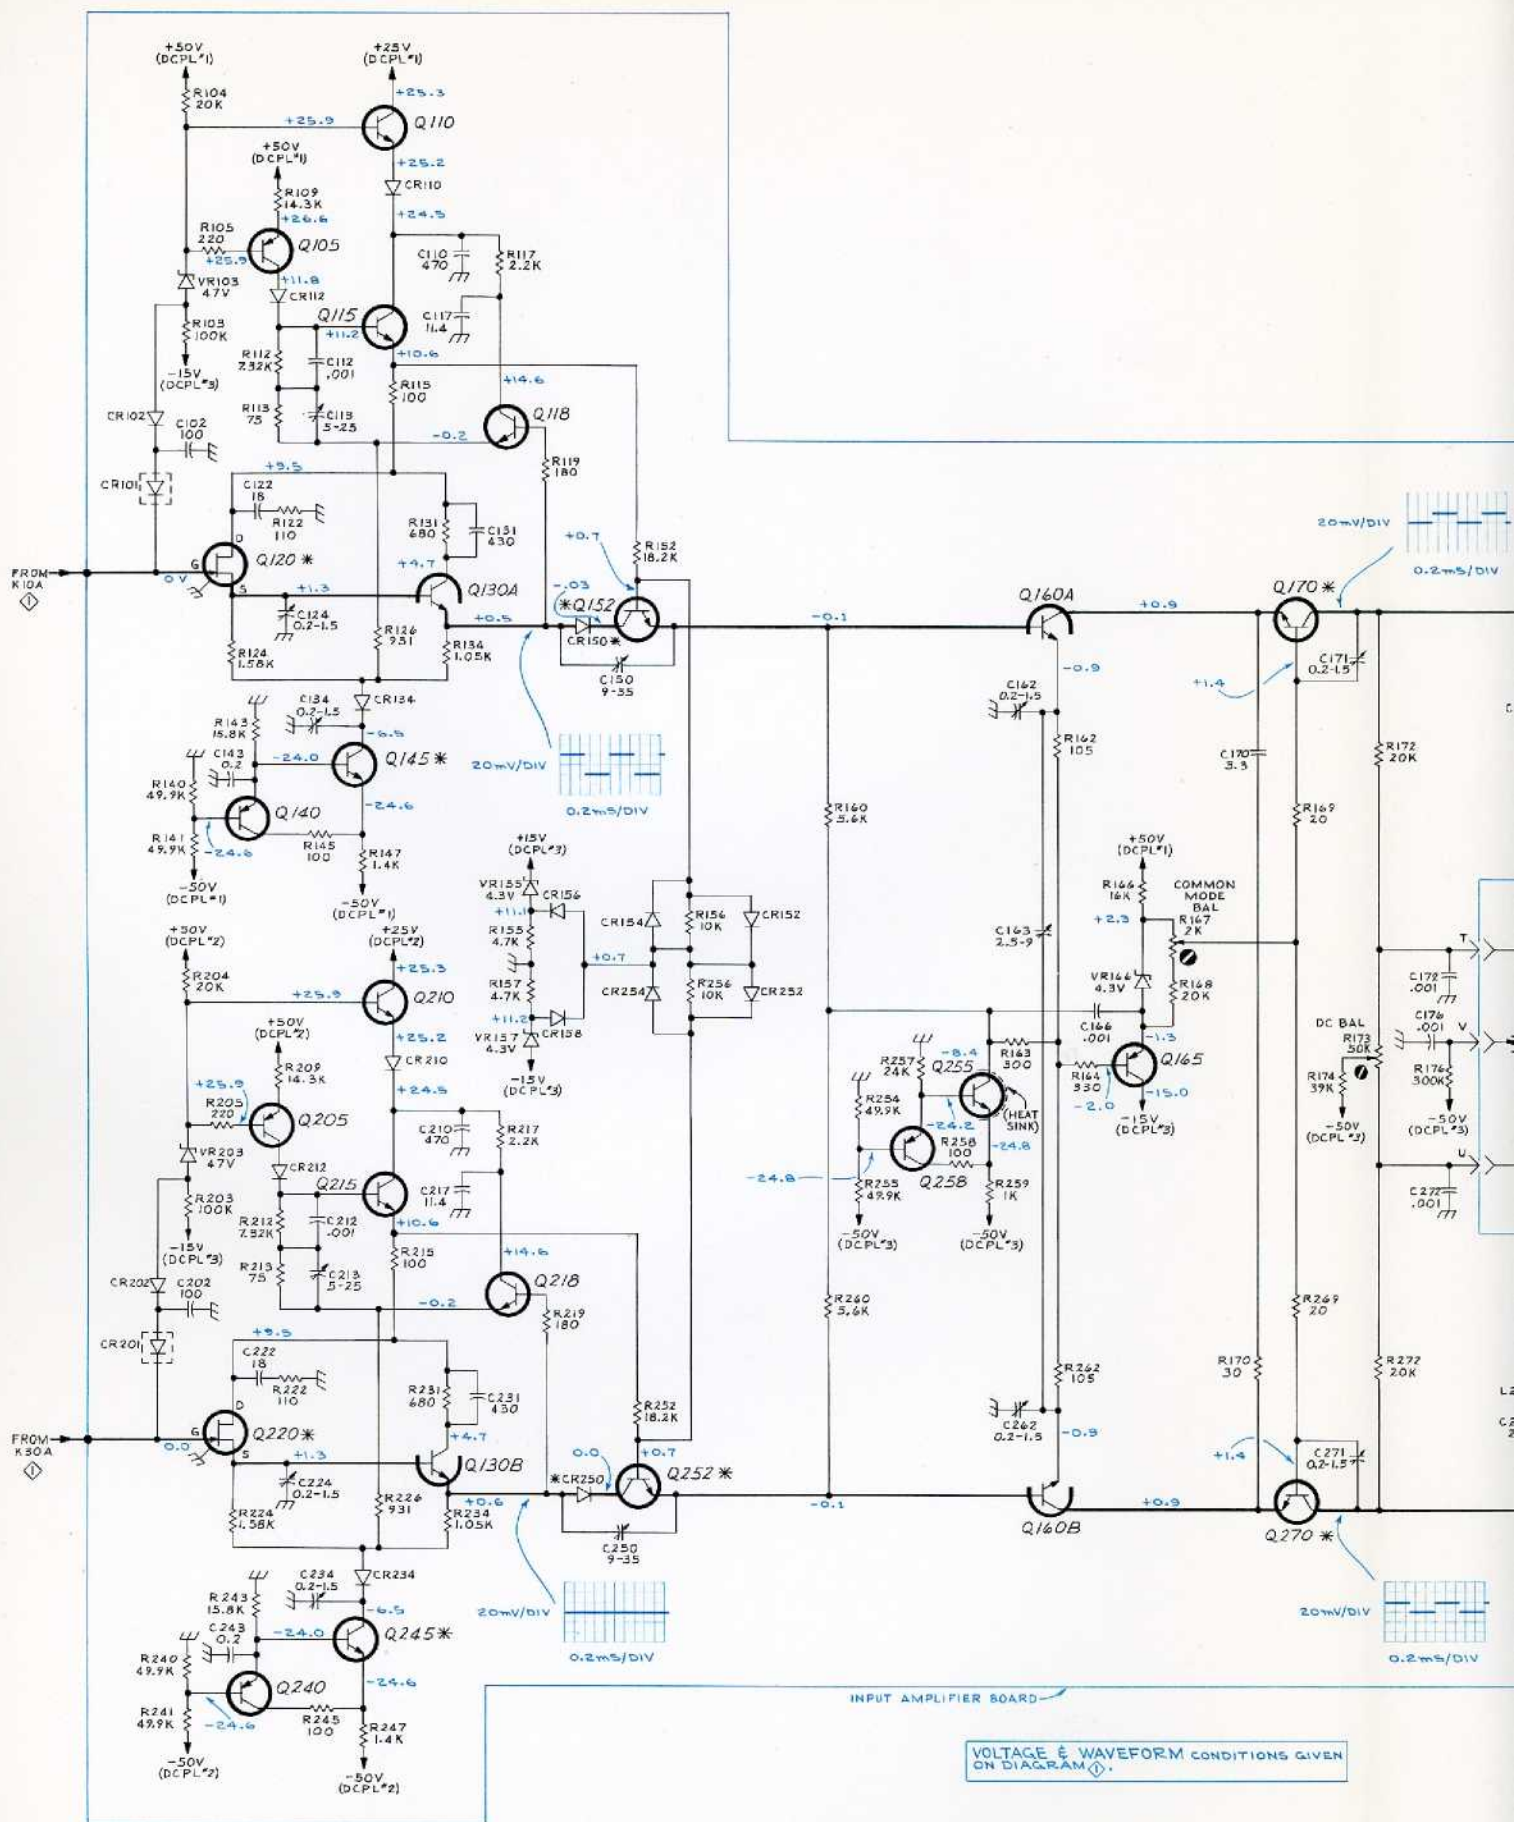 +50V
(DCPL#1)
R104
20K
+25V
(DCPL#1)
+25.3
+25.9
Q110
+50V
(DCPL#1)
+25.2
CR110
R109
14.3K
+26.6
+24.5
R105
220
+25.9
Q105
C110
470
R117
2.2K
VR103
47V
+11.8
CR112
R103
100K
Q115
+11.2
C117
11.4
-15V
(DCPL#3)
R112
7.32K
C112
.001
+10.6
R115
100
+14.6
CR102
C102
100
R113
75
C113
5-25
-0.2
Q118
R119
180
+9.5
CR101
C122
18
R122
110
R131
680
C131
430
+0.7
R152
18.2K
D
G
S
Q120*
FROM
K10A
1
0V
+1.3
+4.7
Q130A
-.03
*Q152
CR150*
+0.5
C124
0.2-1.5
R126
931
R124
1.58K
R134
1.05K
C150
9-35
-0.1
Q160A
+0.9
Q170*
20mV/DIV
0.2mS/DIV
-0.9
C171
0.2-1.5
+1.4
C134
0.2-1.5
CR134
R143
15.8K
-6.5
C143
0.2
-24.0
Q145*
20mV/DIV
0.2mS/DIV
R140
49.9K
Q140
-24.6
R141
49.9K
-24.6
R145
100
R147
1.4K
-50V
(DCPL#1)
-50V
(DCPL#1)
C162
0.2-1.5
R162
105
C170
3.3
R172
20K
R160
5.6K
R169
20
+15V
(DCPL#3)
VR155
4.3V
CR156
+11.1
R155
4.7K
CR154
R156
10K
CR152
+0.7
R157
4.7K
CR254
R256
10K
CR252
+11.2
CR158
VR157
4.3V
-15V
(DCPL#3)
+50V
(DCPL#1)
R166
16K
COMMON
MODE
BAL
R167
2K
+2.3
C163
2.5-9
VR166
4.3V
R168
20K
C166
.001
-1.3
Q165
R163
300
R164
330
-2.0
-15.0
-15V
(DCPL#3)
T
C172
.001
DC BAL
R173
50K
C176
.001
V
R174
39K
R176
300K
-50V
(DCPL#3)
-50V
(DCPL#3)
U
C272
.001
R257
24K
-8.4
Q255
(HEAT
SINK)
R254
49.9K
-24.2
R258
100
-24.8
-24.8
Q258
R255
49.9K
R259
1K
-50V
(DCPL#3)
-50V
(DCPL#3)
+50V
(DCPL#2)
R204
20K
+25V
(DCPL#2)
+25.3
+25.9
Q210
+50V
(DCPL#2)
+25.2
CR210
R209
14.3K
+24.5
+25.9
R205
220
Q205
C210
470
R217
2.2K
VR203
47V
CR212
Q215
C217
11.4
R203
100K
R212
7.32K
C212
.001
+10.6
-15V
(DCPL#3)
R215
100
+14.6
R213
75
C213
5-25
CR202
C202
100
Q218
-0.2
R219
180
+9.5
CR201
C222
18
R222
110
R231
680
C231
430
R252
18.2K
D
G
S
Q220*
FROM
K30A
1
0.0
+1.3
+4.7
Q130B
0.0
*CR250
+0.7
Q252*
C224
0.2-1.5
R226
931
+0.6
R224
1.58K
R234
1.05K
C250
9-35
-0.1
R260
5.6K
R262
105
C262
0.2-1.5
-0.9
Q160B
+0.9
R170
30
R269
20
R272
20K
+1.4
C271
0.2-1.5
Q270*
C234
0.2-1.5
CR234
R243
15.8K
-6.5
C243
0.2
-24.0
Q245*
20mV/DIV
0.2mS/DIV
20mV/DIV
0.2mS/DIV
R240
49.9K
Q240
-24.6
R241
49.9K
-24.6
R245
100
R247
1.4K
-50V
(DCPL#2)
-50V
(DCPL#2)
INPUT AMPLIFIER BOARD
VOLTAGE & WAVEFORM CONDITIONS GIVEN
ON DIAGRAM 1.